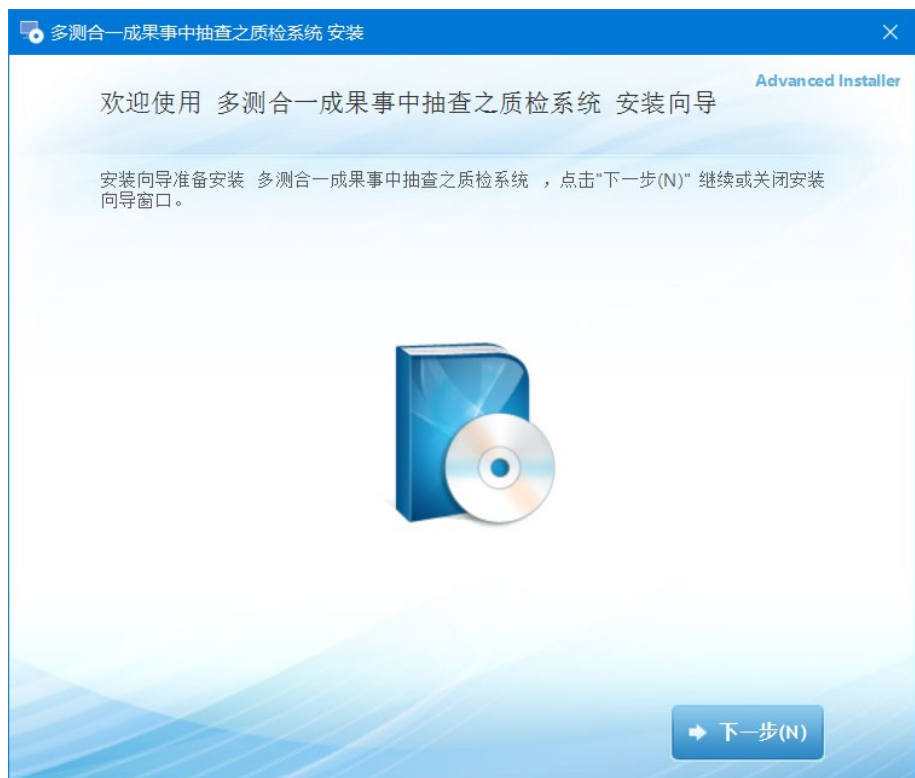 多测合一成果事中抽查之质检系统 安装
Advanced Installer
欢迎使用 多测合一成果事中抽查之质检系统 安装向导
安装向导准备安装 多测合一成果事中抽查之质检系统 ，点击"下一步(N)" 继续或关闭安装
向导窗口。
下一步(N)